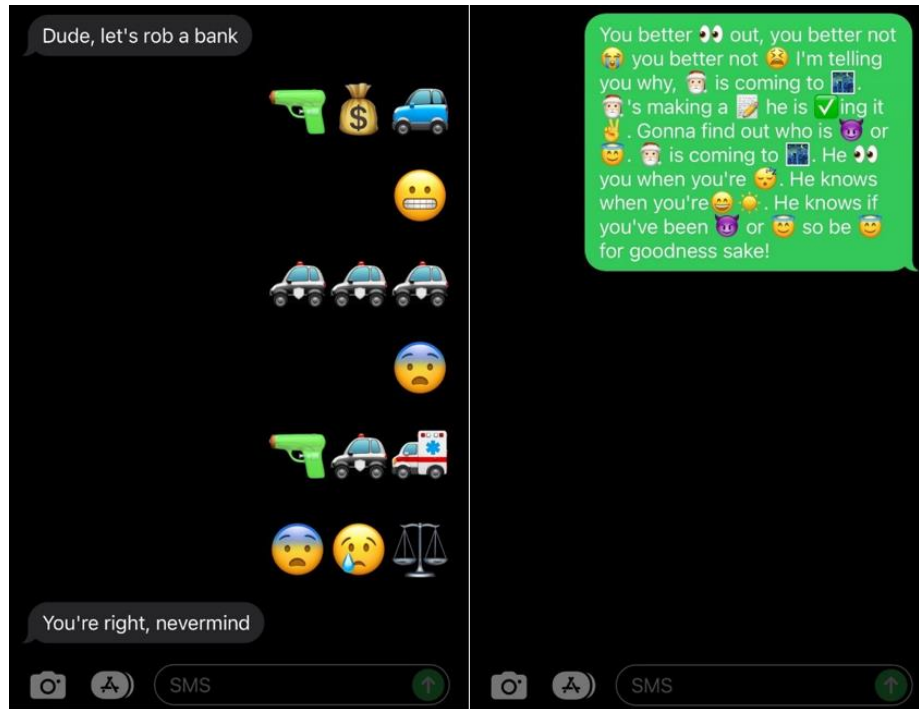 Dude, let's rob a bank
🔫💰🚙
😬
🚓🚓🚓
😨
🔫🚓🚑
😨😢⚖️
You're right, nevermind
SMS
You better 👀 out, you better not
😭 you better not 😫 I'm telling
you why, 🎅🏻 is coming to 🌃.
🎅🏻's making a 📝 he is ✅ing it
✌️. Gonna find out who is 😈 or
😇. 🎅🏻 is coming to 🌃. He 👀
you when you're 😴. He knows
when you're😄 ☀️. He knows if
you've been 😈 or 😇 so be 😇
for goodness sake!
SMS